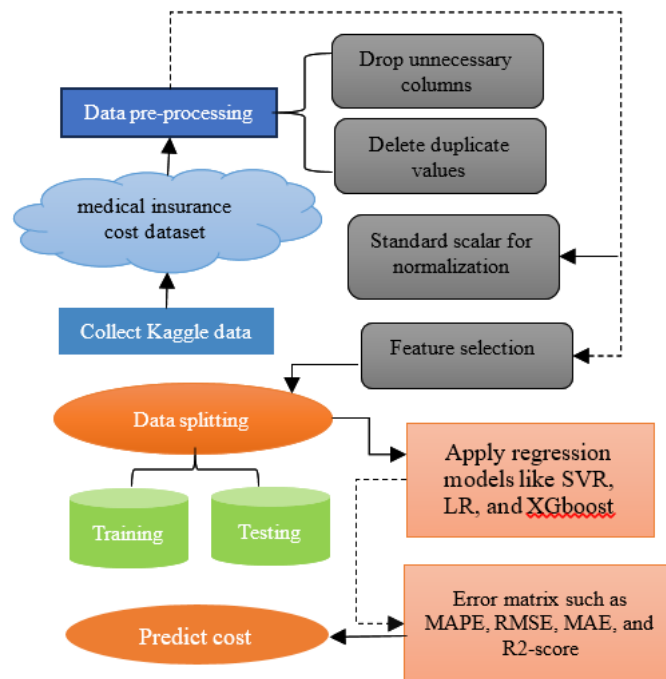 Drop unnecessary
columns
Data pre-processing
Delete duplicate
values
medical insurance
cost dataset
Standard scalar for
normalization
Collect Kaggle data
Feature selection
Data splitting
Apply regression
models like SVR,
LR, and XGboost
Training
Testing
Error matrix such as
MAPE, RMSE, MAE, and
R2-score
Predict cost